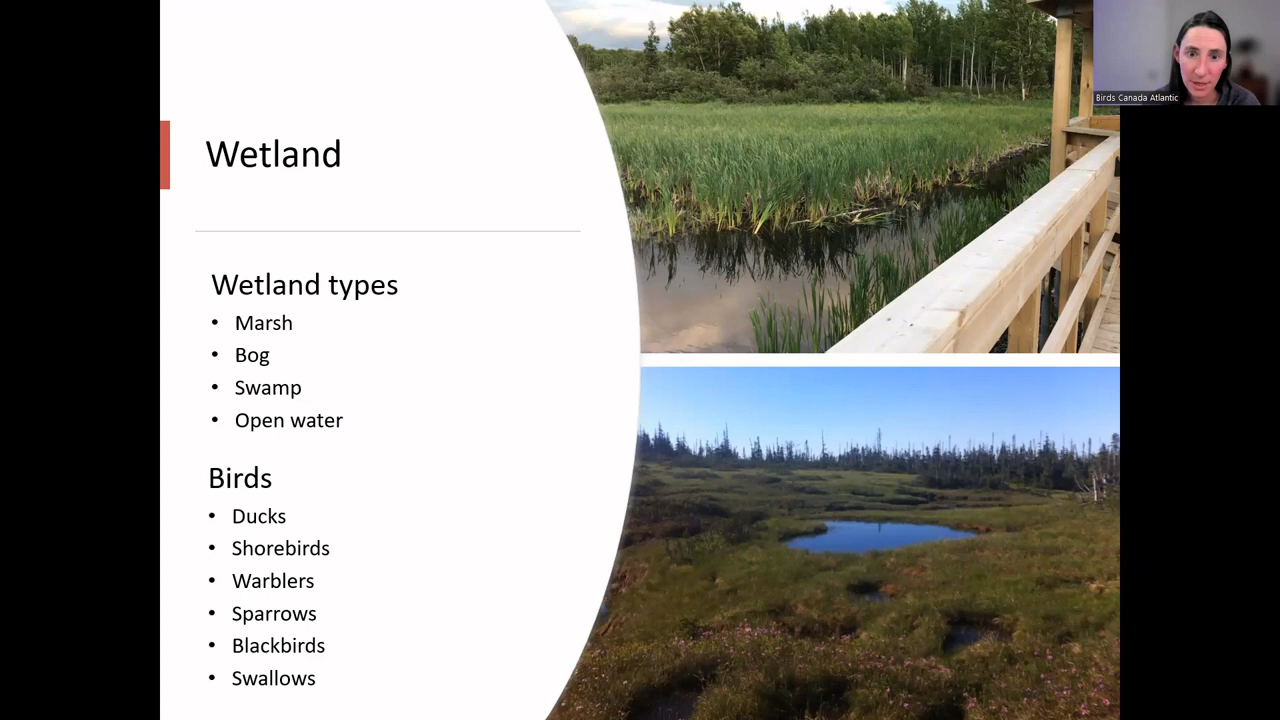 Wetland
Wetland types
• Marsh
• Bog
• Swamp
• Open water
Birds
• Ducks
• Shorebirds
• Warblers
• Sparrows
• Blackbirds
• Swallows
Birds Canada Atlantic